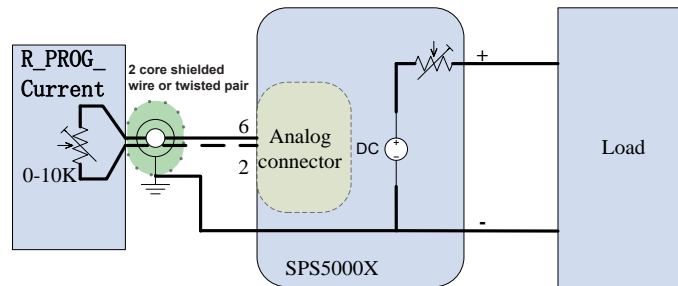 R_PROG_
Current
0-10K
2 core shielded
wire or twisted pair
6
2
Analog
connector
DC
+
-
+
-
SPS5000X
Load